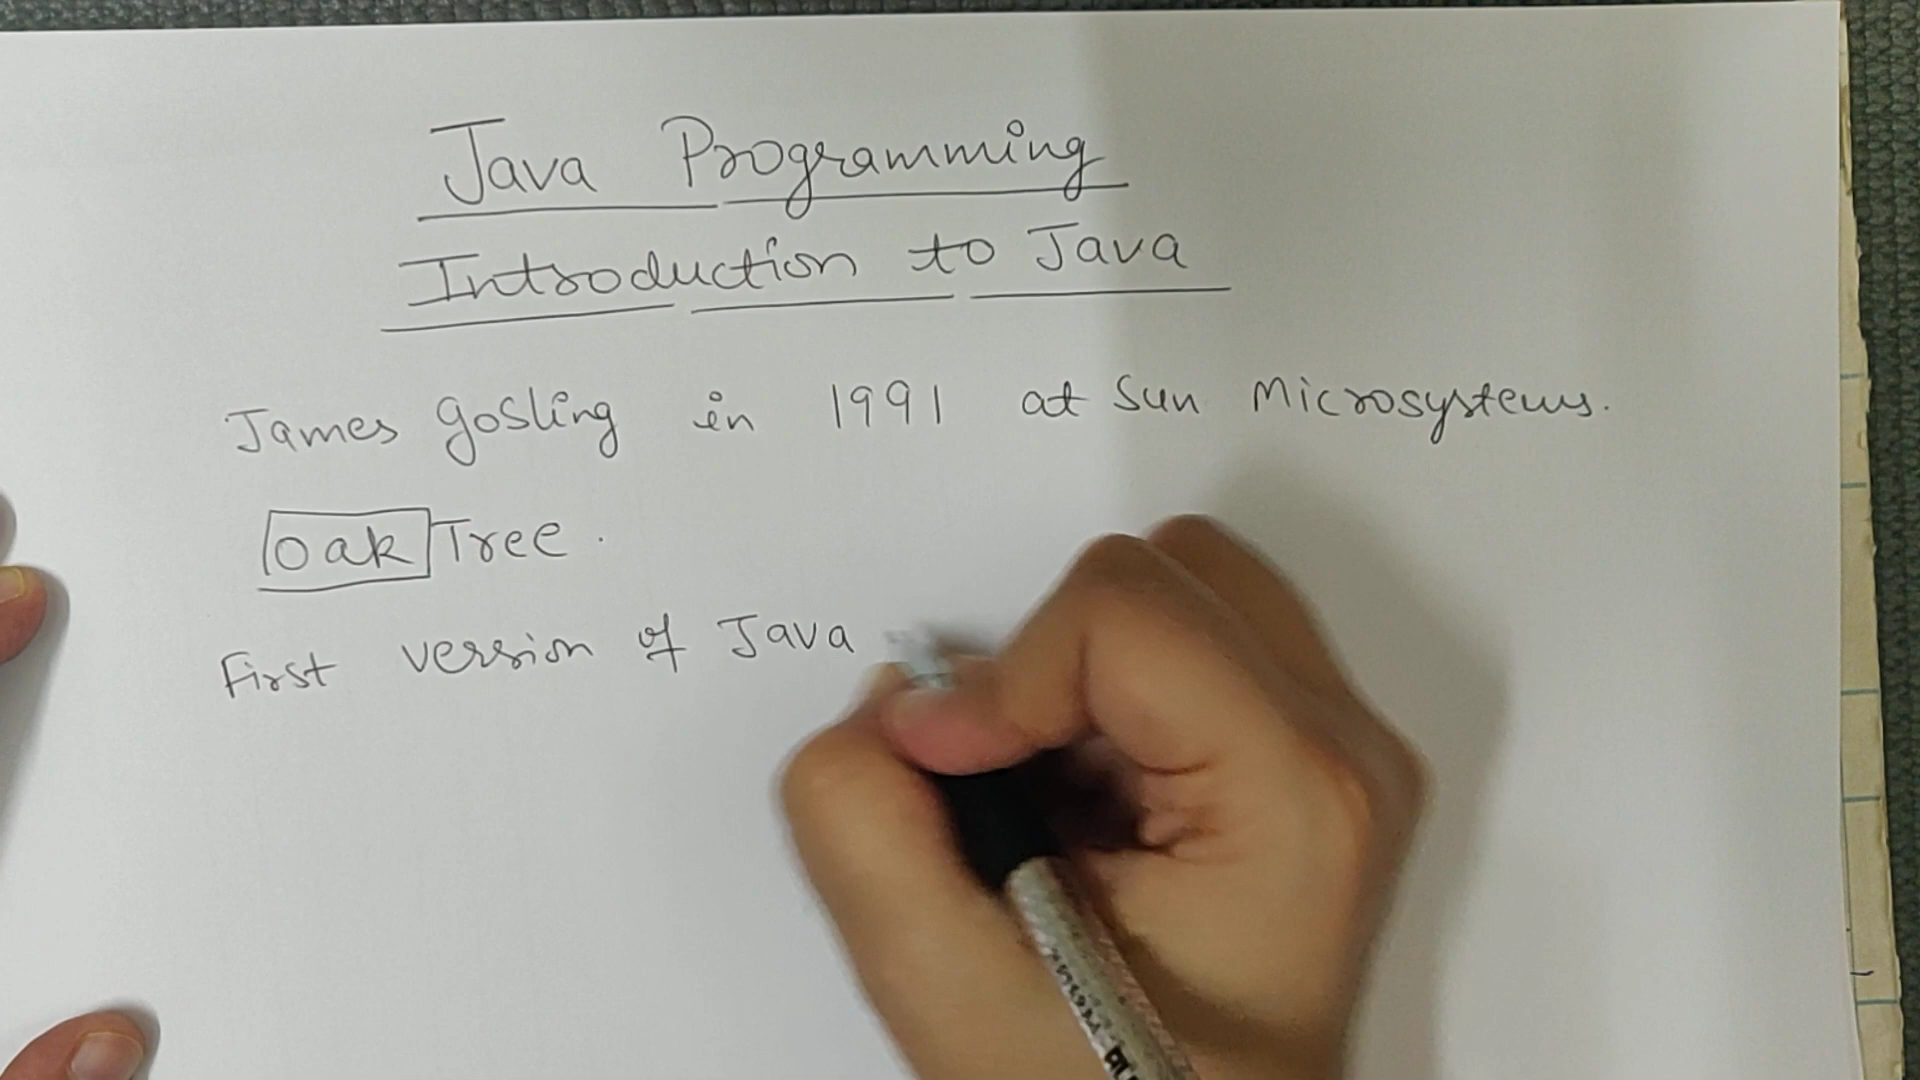 Java Programming
Introduction to Java
James Gosling in 1991 at Sun Microsystems.
Oak Tree.
First version of Java